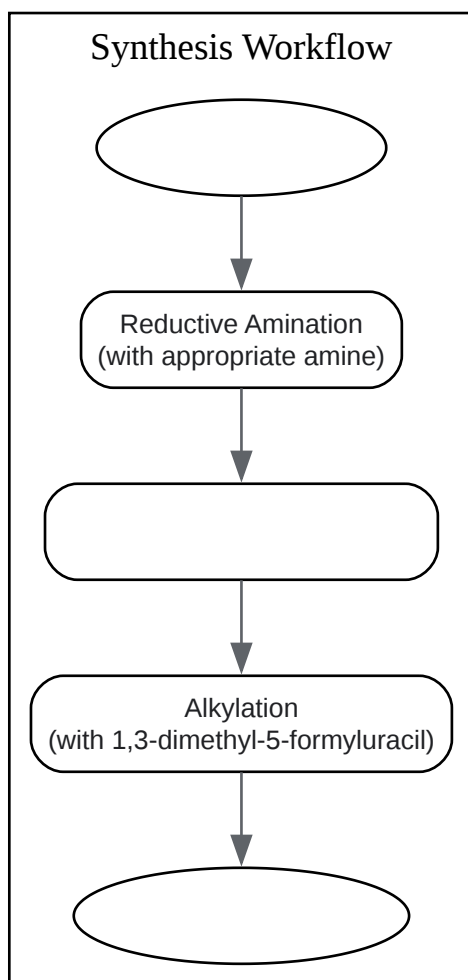 Synthesis Workflow
Reductive Amination
(with appropriate amine)
Alkylation
(with 1,3-dimethyl-5-formyluracil)